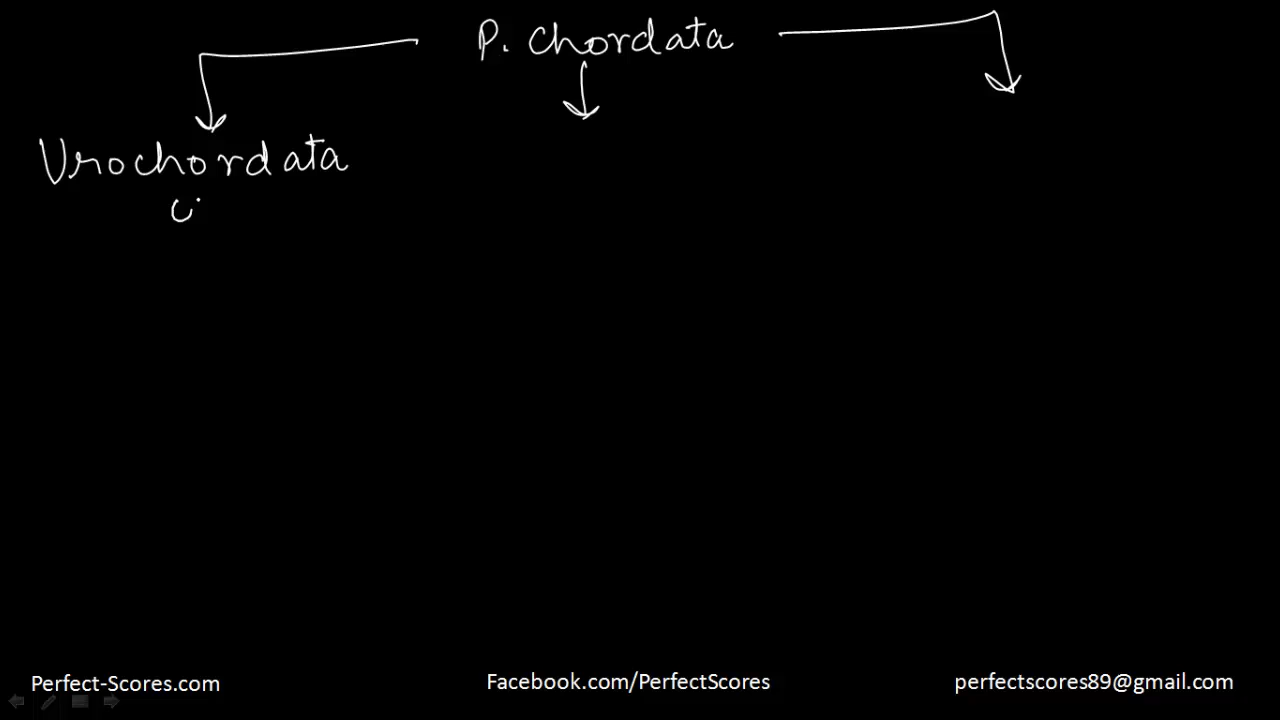 P. Chordata
Urochordata
Perfect-Scores.com
Facebook.com/PerfectScores
perfectscores89@gmail.com